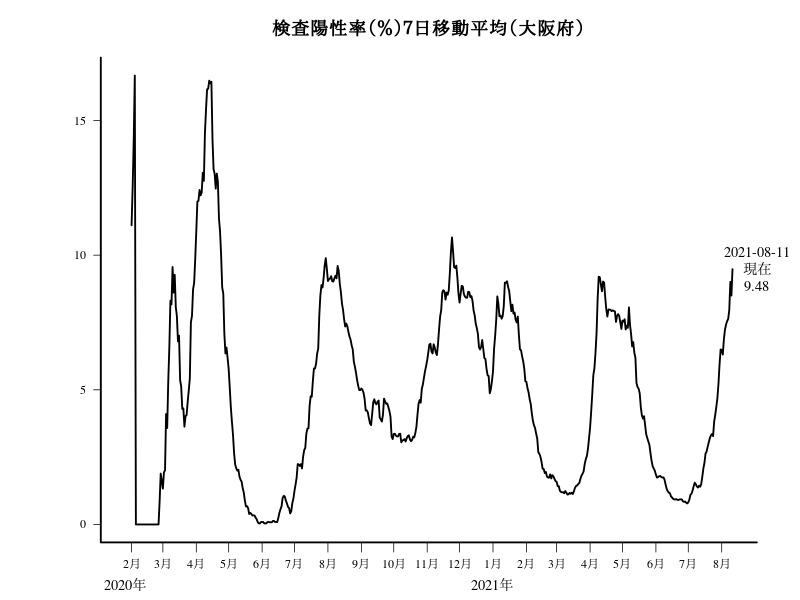 検査陽性率(%)7日移動平均(大阪府)
15
10
5
0
2021-08-11
現在
9.48
2月 3月 4月 5月 6月 7月 8月 9月 10月 11月 12月 1月 2月 3月 4月 5月 6月 7月 8月
2020年 2021年